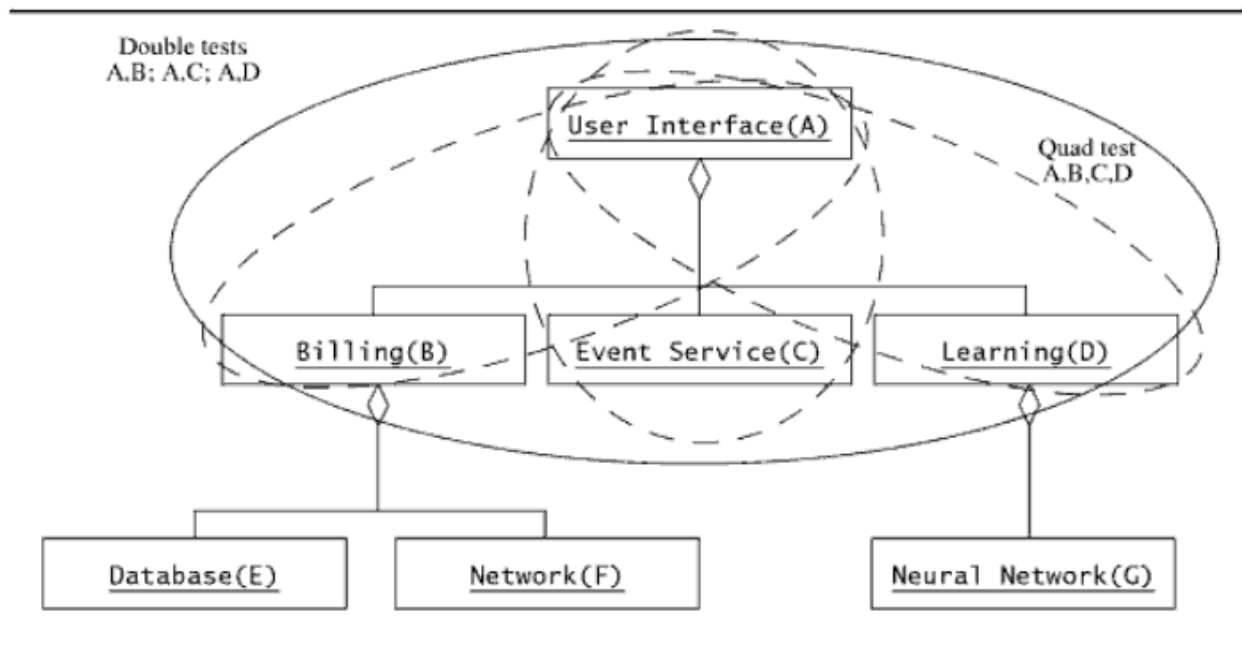 Double tests
A,B; A,C; A,D
User Interface(A)
Quad test
A,B,C,D
Billing(B)
Event Service(C)
Learning(D)
Database(E)
Network(F)
Neural Network(G)